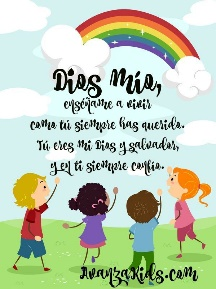 Dios Mío,
enséñame a vivir
como tú siempre has querido.
Tú eres mi Dios y salvador,
y en ti siempre confío.
AvanzaKids.com